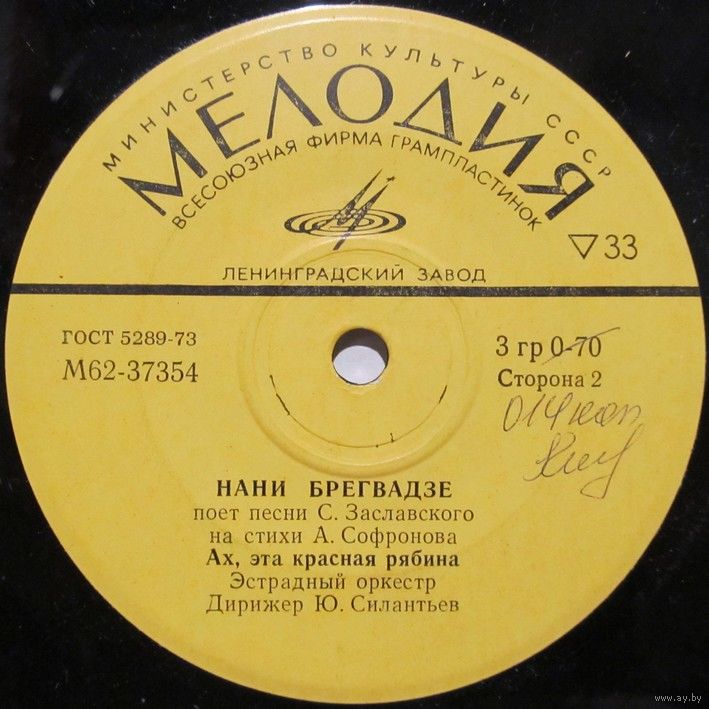 МИНИСТЕРСТВО КУЛЬТУРЫ СССР
МЕЛОДИЯ
ВСЕСОЮЗНАЯ ФИРМА ГРАМПЛАСТИНОК
▽33
ЛЕНИНГРАДСКИЙ ЗАВОД
ГОСТ 5289-73
М62-37354
3 гр 0-70
Сторона 2
014 коп
НАНИ БРЕГВАДЗЕ
поет песни С. Заславского
на стихи А. Софронова
Ах, эта красная рябина
Эстрадный оркестр
Дирижер Ю. Силантьев
www.ay.by